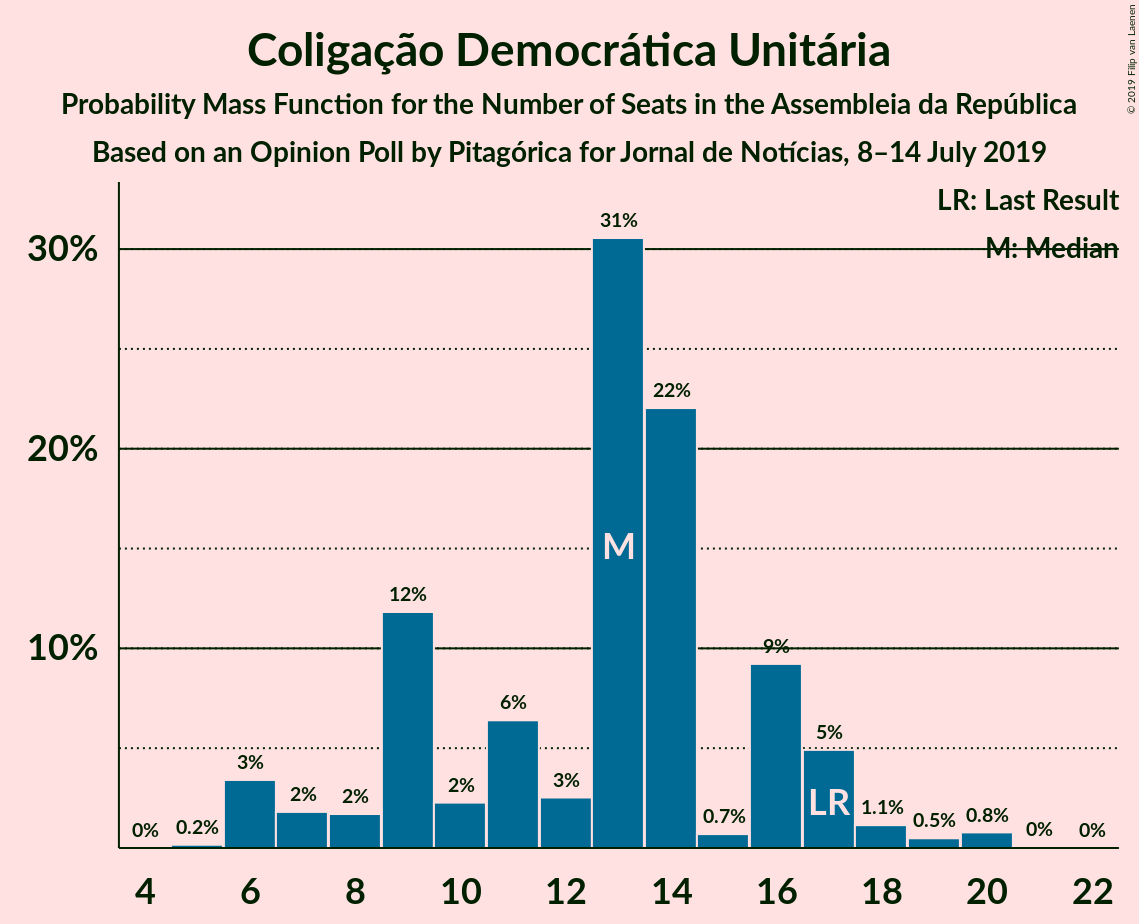 Coligação Democrática Unitária
Probability Mass Function for the Number of Seats in the Assembleia da República
Based on an Opinion Poll by Pitagórica for Jornal de Notícias, 8–14 July 2019
© 2019 Filip van Laenen
LR: Last Result
M: Median
30%
20%
10%
0%
0.2%
3%
2%
2%
12%
2%
6%
3%
31%
22%
0.7%
9%
5%
1.1%
0.5%
0.8%
0%
0%
M
LR
4 6 8 10 12 14 16 18 20 22